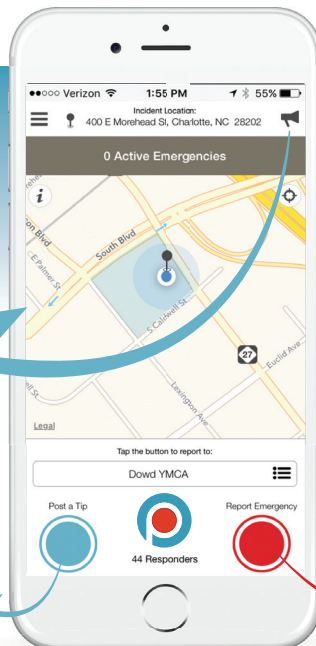 Verizon 1:55 PM 55%
Incident Location:
400 E Morehead St, Charlotte, NC 28202
0 Active Emergencies
i
South Blvd
on Blvd
E Palmer St
S Caldwell St
27
Euclid Ave
Lexington Ave
Legal
Tap the button to report to:
Dowd YMCA
Post a Tip
Report Emergency
44 Responders